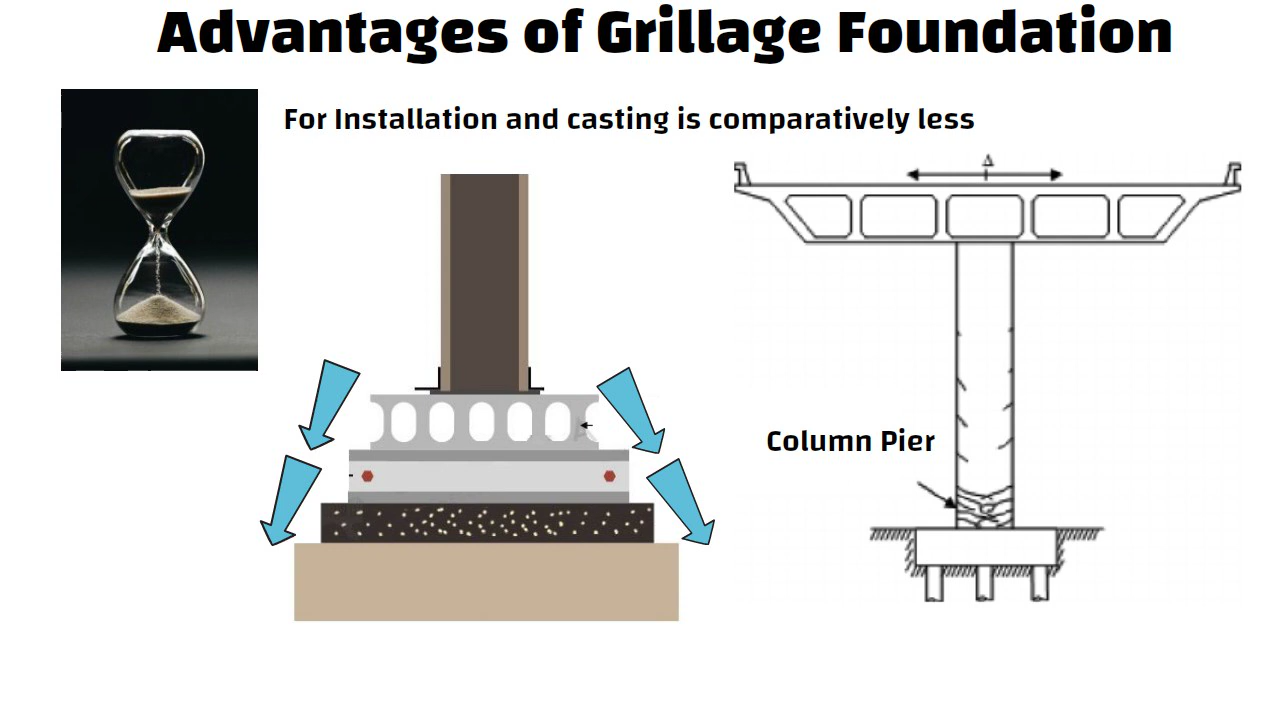 Advantages of Grillage Foundation
For Installation and casting is comparatively less
Δ
Column Pier